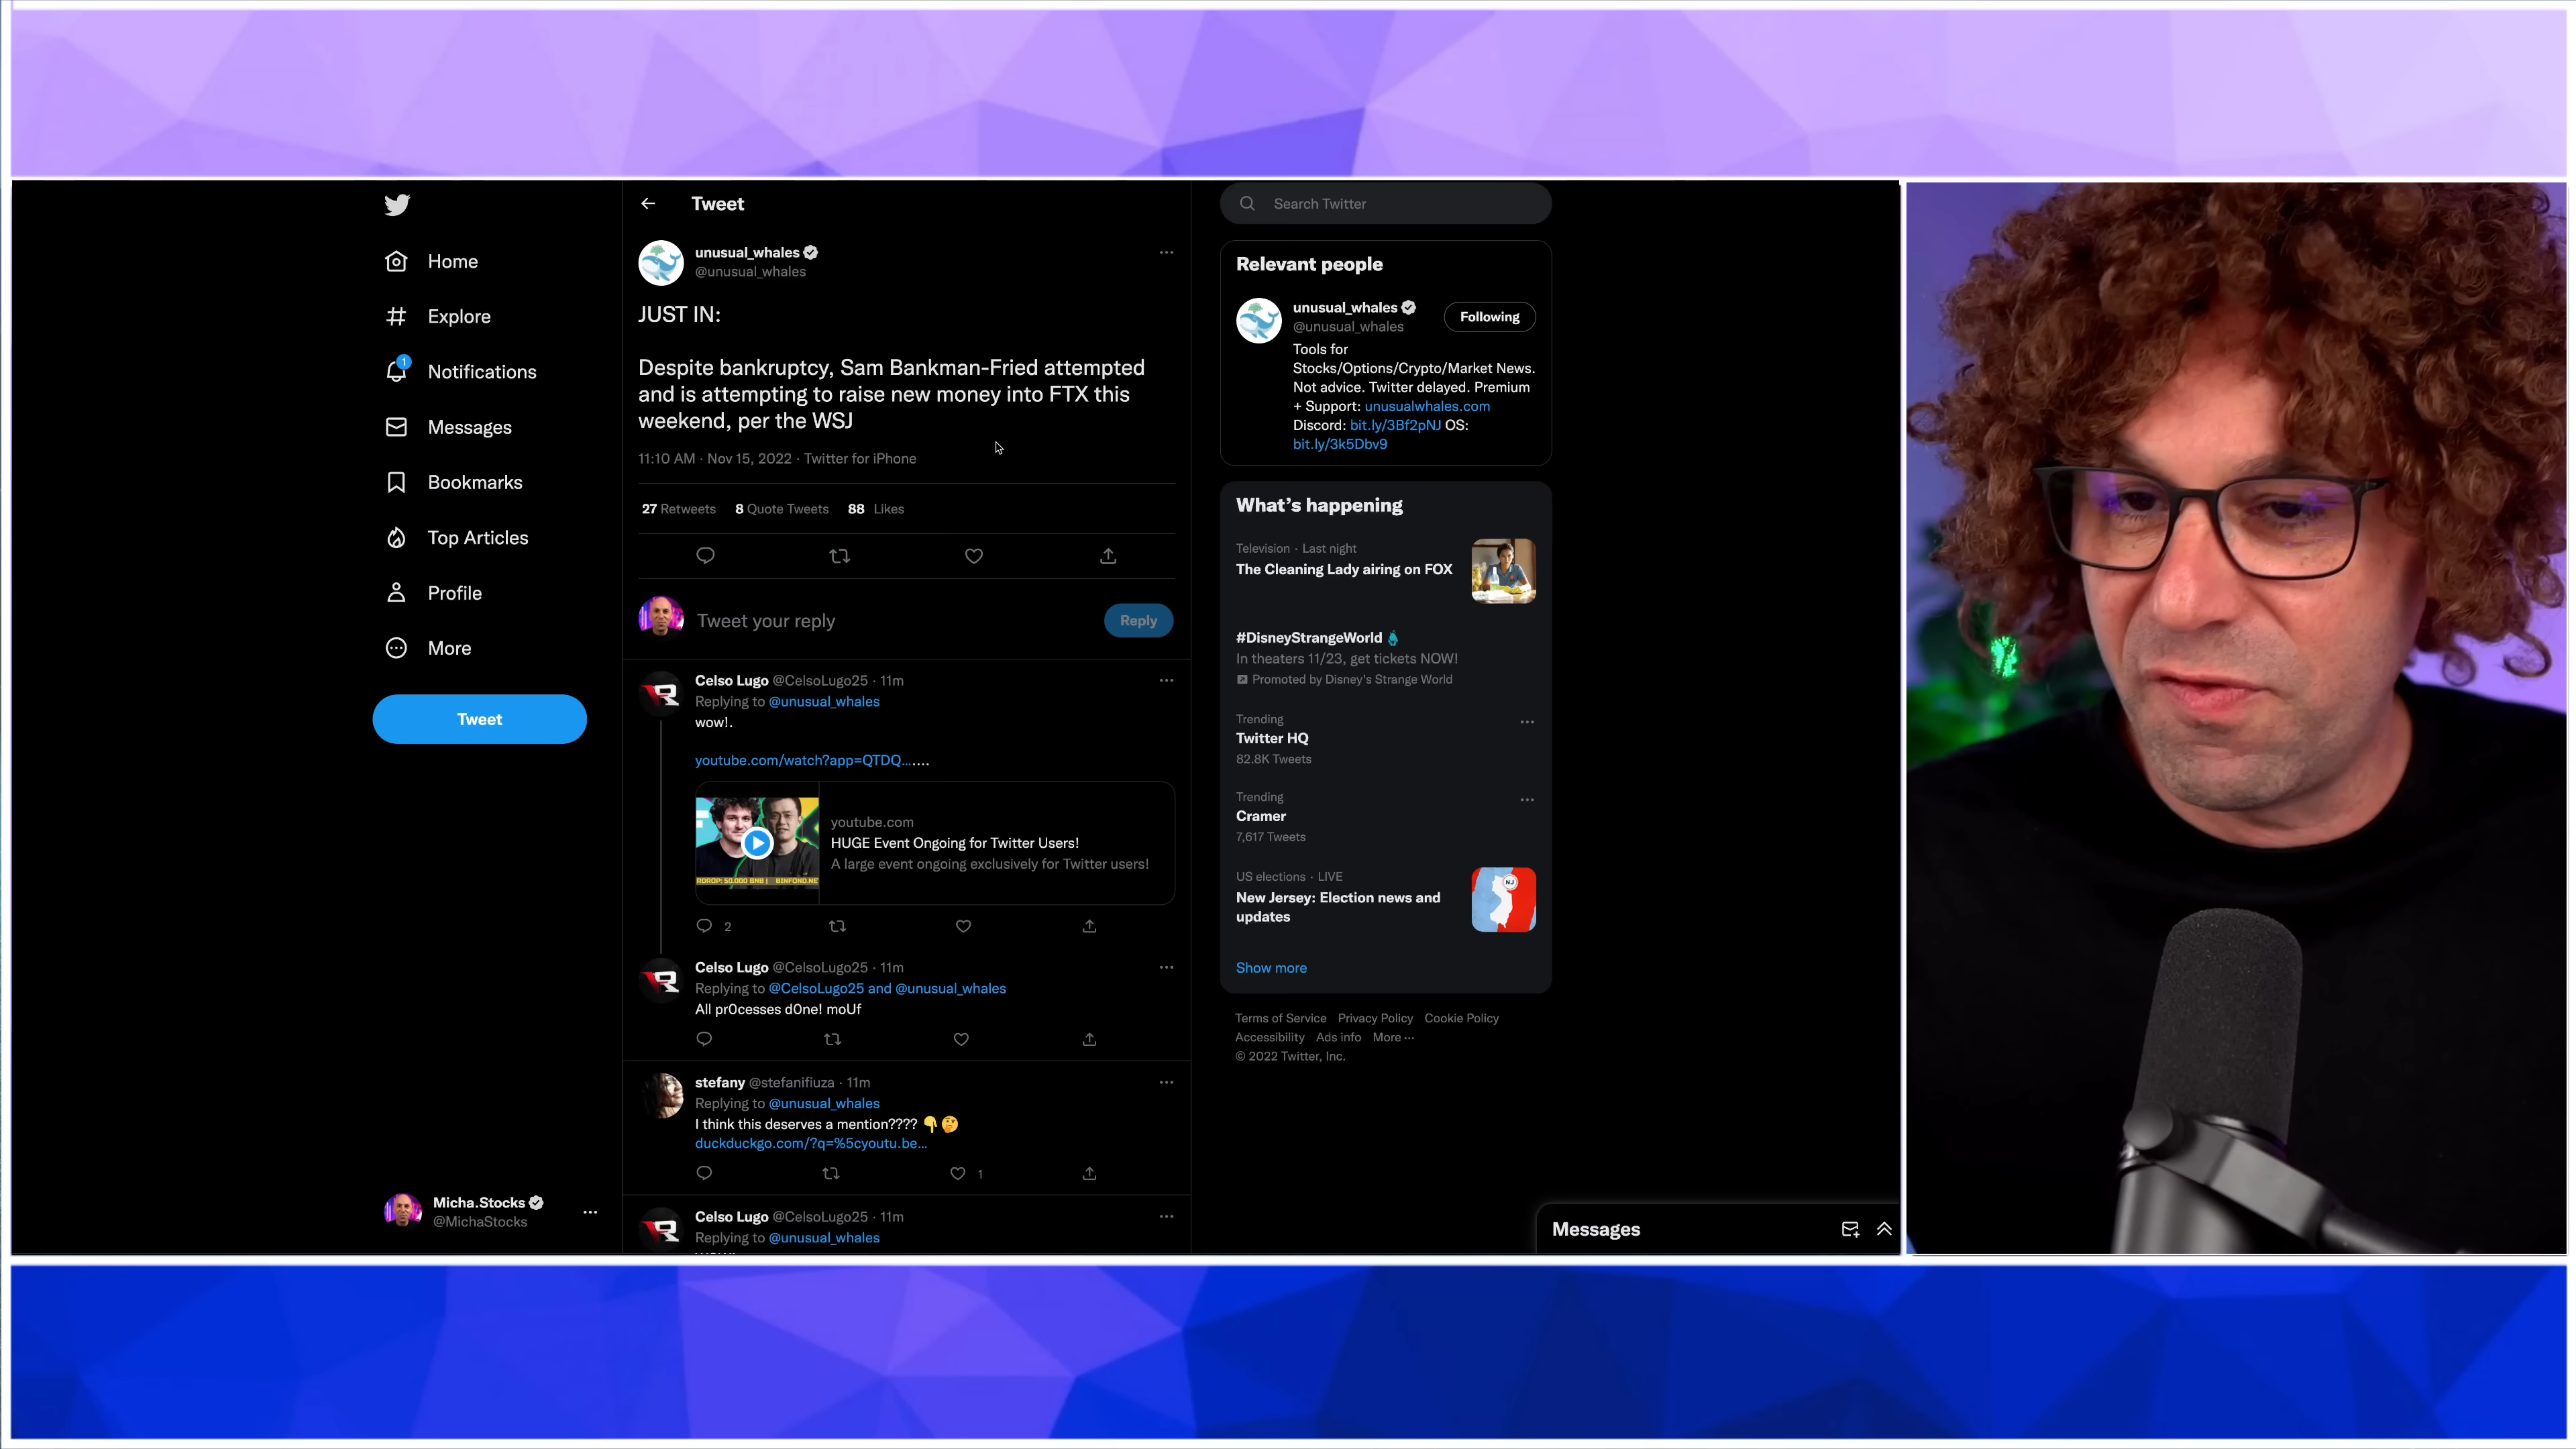 Home
Explore
1
Notifications
Messages
Bookmarks
Top Articles
Profile
More
Tweet
Micha.Stocks
@MichaStocks
Tweet
unusual_whales
@unusual_whales
JUST IN:
Despite bankruptcy, Sam Bankman-Fried attempted
and is attempting to raise new money into FTX this
weekend, per the WSJ
11:10 AM · Nov 15, 2022 · Twitter for iPhone
27 Retweets 8 Quote Tweets 88 Likes
Tweet your reply
Reply
Celso Lugo @CelsoLugo25 · 11m
Replying to @unusual_whales
wow!.
youtube.com/watch?app=QTDQ…....
youtube.com
HUGE Event Ongoing for Twitter Users!
A large event ongoing exclusively for Twitter users!
2
Celso Lugo @CelsoLugo25 · 11m
Replying to @CelsoLugo25 and @unusual_whales
All pr0cesses d0ne! moUf
stefany @stefanifiuza · 11m
Replying to @unusual_whales
I think this deserves a mention???? 👇🤔
duckduckgo.com/?q=%5cyoutu.be…
1
Celso Lugo @CelsoLugo25 · 11m
Replying to @unusual_whales
Search Twitter
Relevant people
unusual_whales
@unusual_whales
Following
Tools for
Stocks/Options/Crypto/Market News.
Not advice. Twitter delayed. Premium
+ Support: unusualwhales.com
Discord: bit.ly/3Bf2pNJ OS:
bit.ly/3k5Dbv9
What's happening
Television · Last night
The Cleaning Lady airing on FOX
#DisneyStrangeWorld
In theaters 11/23, get tickets NOW!
Promoted by Disney's Strange World
Trending
Twitter HQ
82.8K Tweets
Trending
Cramer
7,617 Tweets
US elections · LIVE
New Jersey: Election news and
updates
NJ
Show more
Terms of Service Privacy Policy Cookie Policy
Accessibility Ads info More ···
© 2022 Twitter, Inc.
Messages